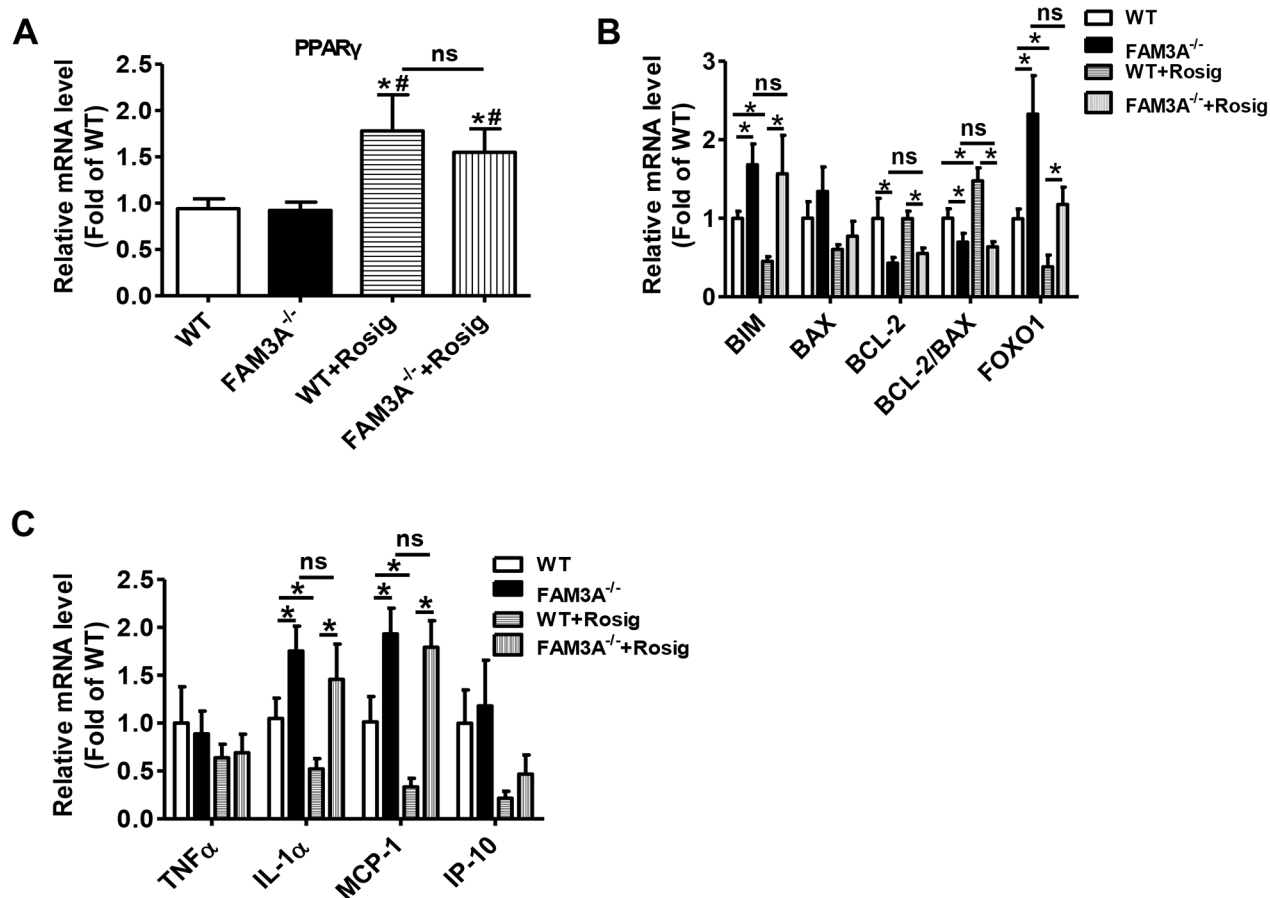 A
PPARγ
Relative mRNA level
(Fold of WT)
2.5
2.0
1.5
1.0
0.5
0.0
*#
ns
*#
WT
FAM3A-/-
WT+Rosig
FAM3A-/-+Rosig
B
WT
FAM3A-/-
WT+Rosig
FAM3A-/-+Rosig
Relative mRNA level
(Fold of WT)
3
2
1
0
ns
*
*
*
ns
*
*
ns
*
*
*
ns
*
*
*
BIM
BAX
BCL-2
BCL-2/BAX
FOXO1
C
WT
FAM3A-/-
WT+Rosig
FAM3A-/-+Rosig
Relative mRNA level
(Fold of WT)
2.5
2.0
1.5
1.0
0.5
0.0
ns
*
*
*
ns
*
*
*
TNFα
IL-1α
MCP-1
IP-10